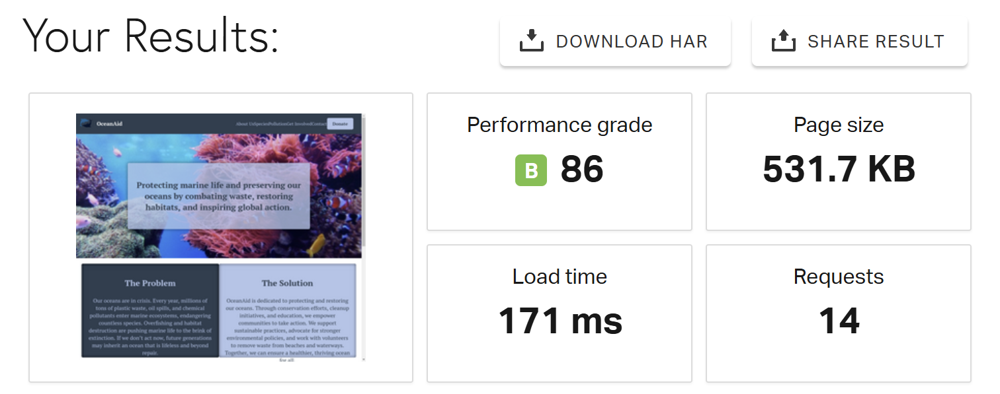 Your Results:
DOWNLOAD HAR
SHARE RESULT
OceanAid
About Us Species Pollution Get Involved Contact
Donate
Protecting marine life and preserving our
oceans by combating waste, restoring
habitats, and inspiring global action.
The Problem
Our oceans are in crisis. Every year, millions of
tons of plastic waste, oil spills, and chemical
pollutants enter marine ecosystems, endangering
countless species. Overfishing and habitat
destruction are pushing marine life to the brink of
extinction. If we don't act now, future generations
may inherit an ocean that is lifeless and beyond
repair.
The Solution
OceanAid is dedicated to protecting and restoring
our oceans. Through conservation efforts, cleanup
initiatives, and education, we empower
communities to take action. We support
sustainable practices, advocate for stronger
environmental policies, and work with volunteers
to remove waste from beaches and waterways.
Together, we can ensure a healthier, thriving ocean
for all.
Performance grade
B 86
Page size
531.7 KB
Load time
171 ms
Requests
14